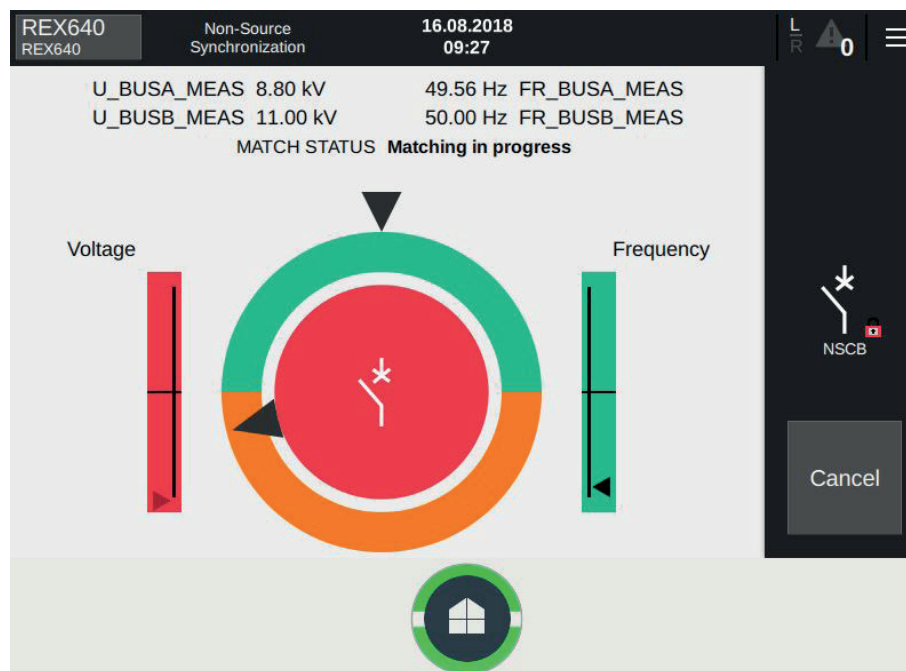 REX640
REX640
Non-Source
Synchronization
16.08.2018
09:27
L
R
0
U_BUSA_MEAS 8.80 kV 49.56 Hz FR_BUSA_MEAS
U_BUSB_MEAS 11.00 kV 50.00 Hz FR_BUSB_MEAS
MATCH STATUS Matching in progress
Voltage
Frequency
NSCB
Cancel